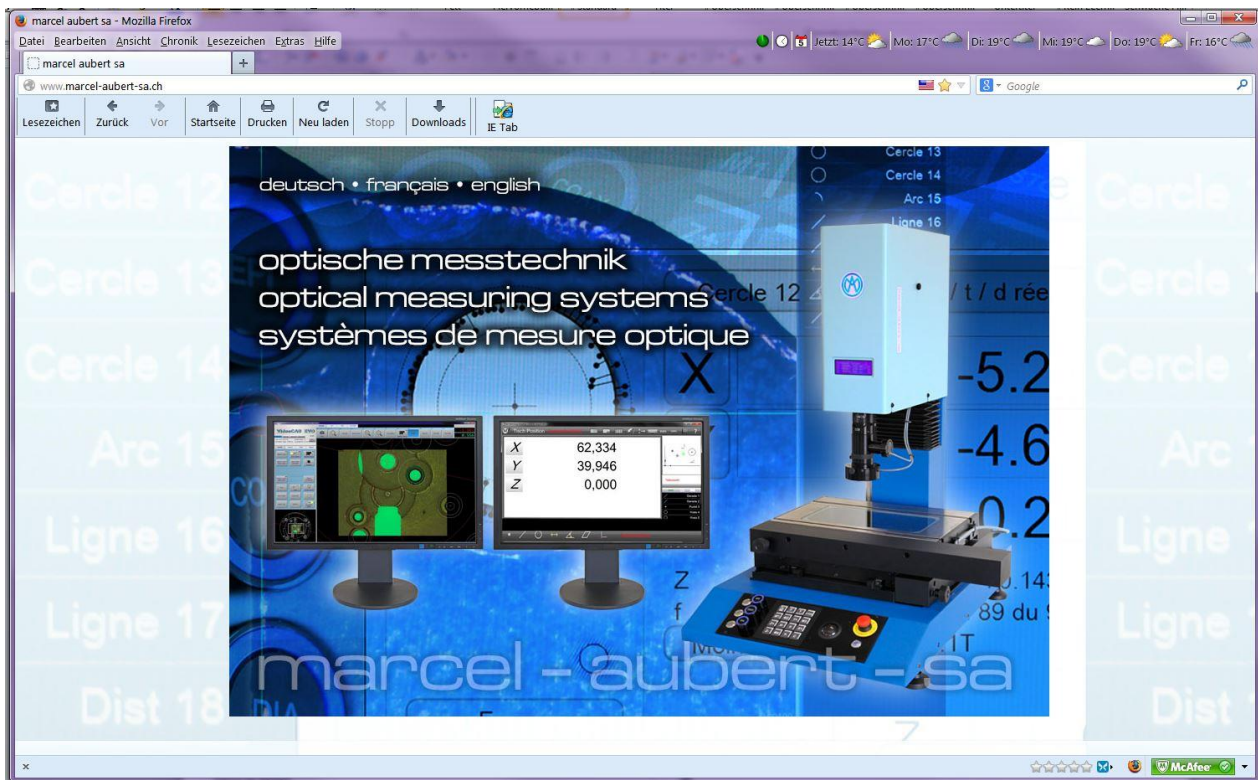 marcel aubert sa - Mozilla Firefox
Datei Bearbeiten Ansicht Chronik Lesezeichen Extras Hilfe
Jetzt: 14°C Mo: 17°C Di: 19°C Mi: 19°C Do: 19°C Fr: 16°C
marcel aubert sa +
www.marcel-aubert-sa.ch
Google
Lesezeichen Zurück Vor Startseite Drucken Neu laden Stopp Downloads IE Tab
deutsch • français • english
Cercle 13
Cercle 14
Arc 15
Ligne 16
optische messtechnik
optical measuring systems
systèmes de mesure optique
Cercle 12 / t / d rée
X -5.2
-4.6
0.2
X 62,334
Y 39,946
Z 0,000
Z 0.143
f 89 du
marcel - aubert - sa
Cercle 12
Cercle 13
Cercle 14
Arc 15
Ligne 16
Ligne 17
Dist 18
Cercle
Cercle
Cercle
Arc
Ligne
Ligne
Dist
McAfee